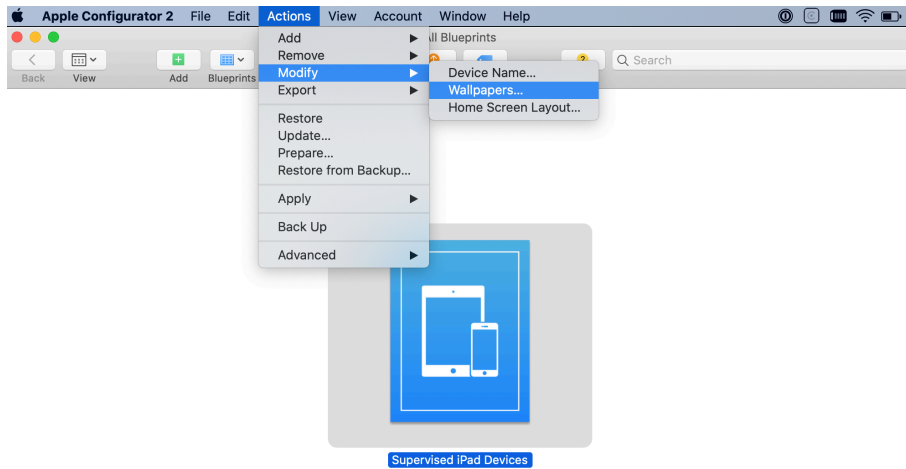 Apple Configurator 2 File Edit Actions View Account Window Help
All Blueprints
Back View Add Blueprints
Search
Add
Remove
Modify
Export
Restore
Update...
Prepare...
Restore from Backup...
Apply
Back Up
Advanced
Device Name...
Wallpapers...
Home Screen Layout...
Supervised iPad Devices